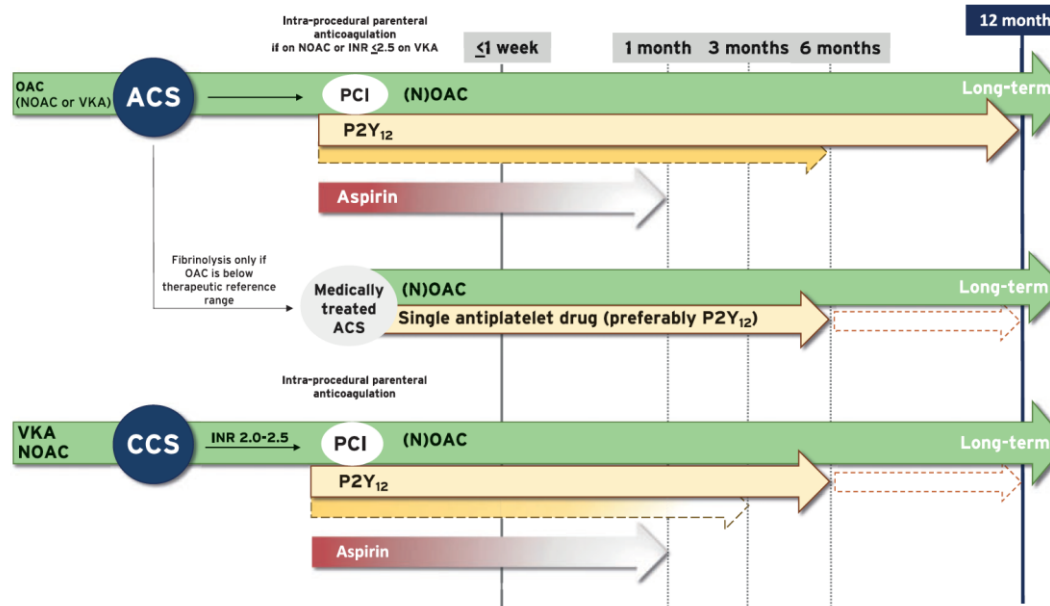 Intra-procedural parenteral
anticoagulation
if on NOAC or INR ≤2.5 on VKA
≤1 week
1 month
3 months
6 months
12 month
OAC
(NOAC or VKA)
ACS
PCI
(N)OAC
Long-term
P2Y₁₂
Aspirin
Fibrinolysis only if
OAC is below
therapeutic reference
range
Medically
treated
ACS
(N)OAC
Long-term
Single antiplatelet drug (preferably P2Y₁₂)
Intra-procedural parenteral
anticoagulation
VKA
NOAC
CCS
INR 2.0-2.5
PCI
(N)OAC
Long-term
P2Y₁₂
Aspirin